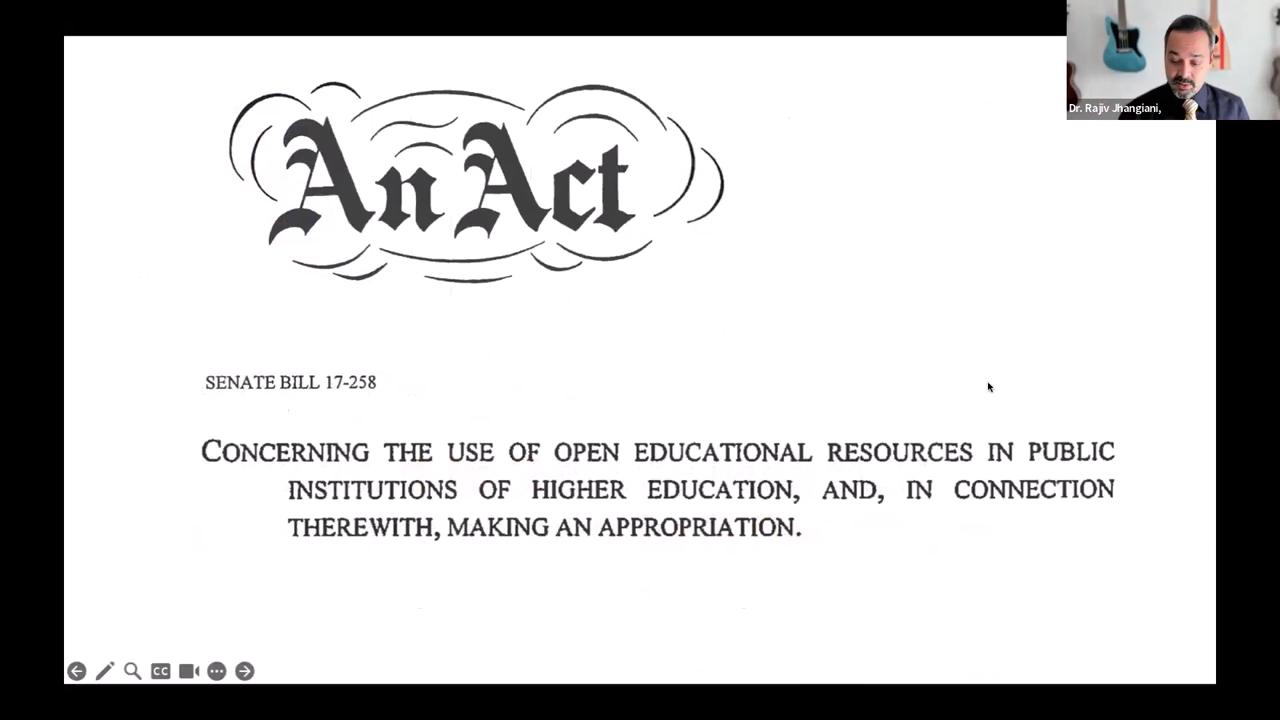 Dr. Rajiv Jhangiani,
An Act
SENATE BILL 17-258
CONCERNING THE USE OF OPEN EDUCATIONAL RESOURCES IN PUBLIC
INSTITUTIONS OF HIGHER EDUCATION, AND, IN CONNECTION
THEREWITH, MAKING AN APPROPRIATION.
CC